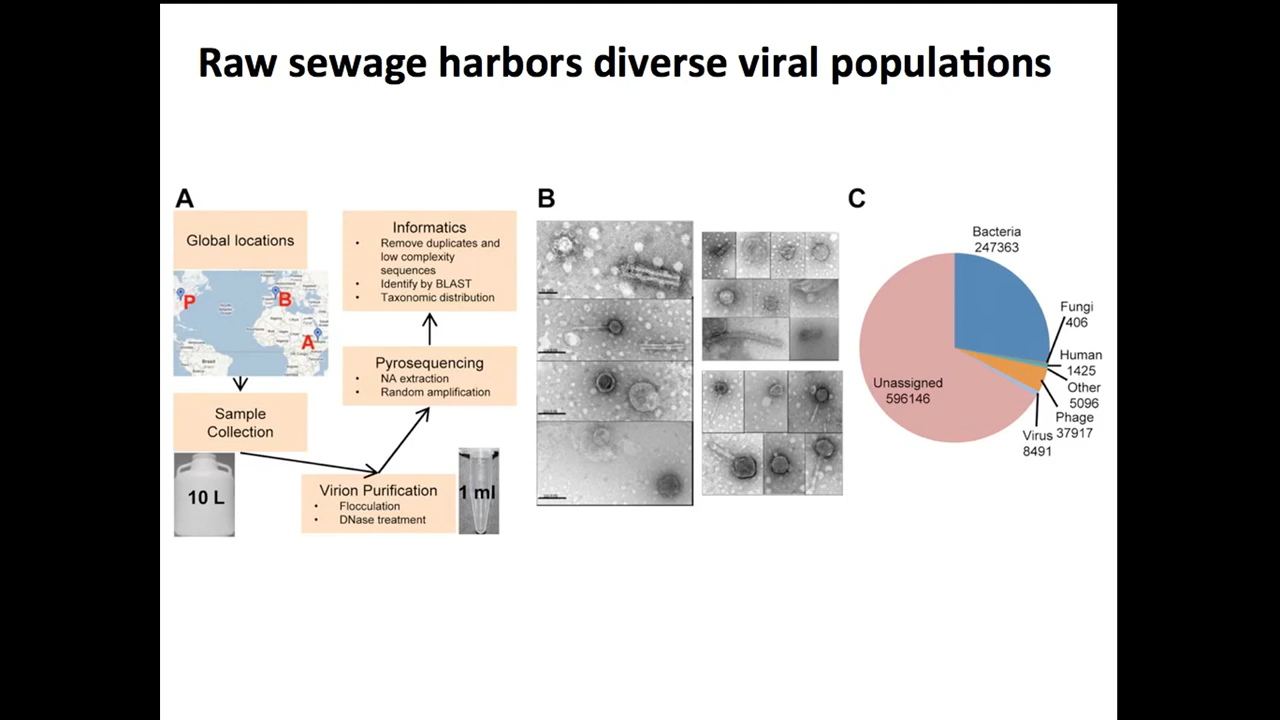 Raw sewage harbors diverse viral populations
A
Global locations
P
B
A
Brazil
Sample
Collection
10 L
Virion Purification
• Flocculation
• DNase treatment
1 ml
Pyrosequencing
• NA extraction
• Random amplification
Informatics
• Remove duplicates and
low complexity
sequences
• Identify by BLAST
• Taxonomic distribution
B
C
Bacteria
247363
Fungi
406
Human
1425
Other
5096
Phage
37917
Virus
8491
Unassigned
596146